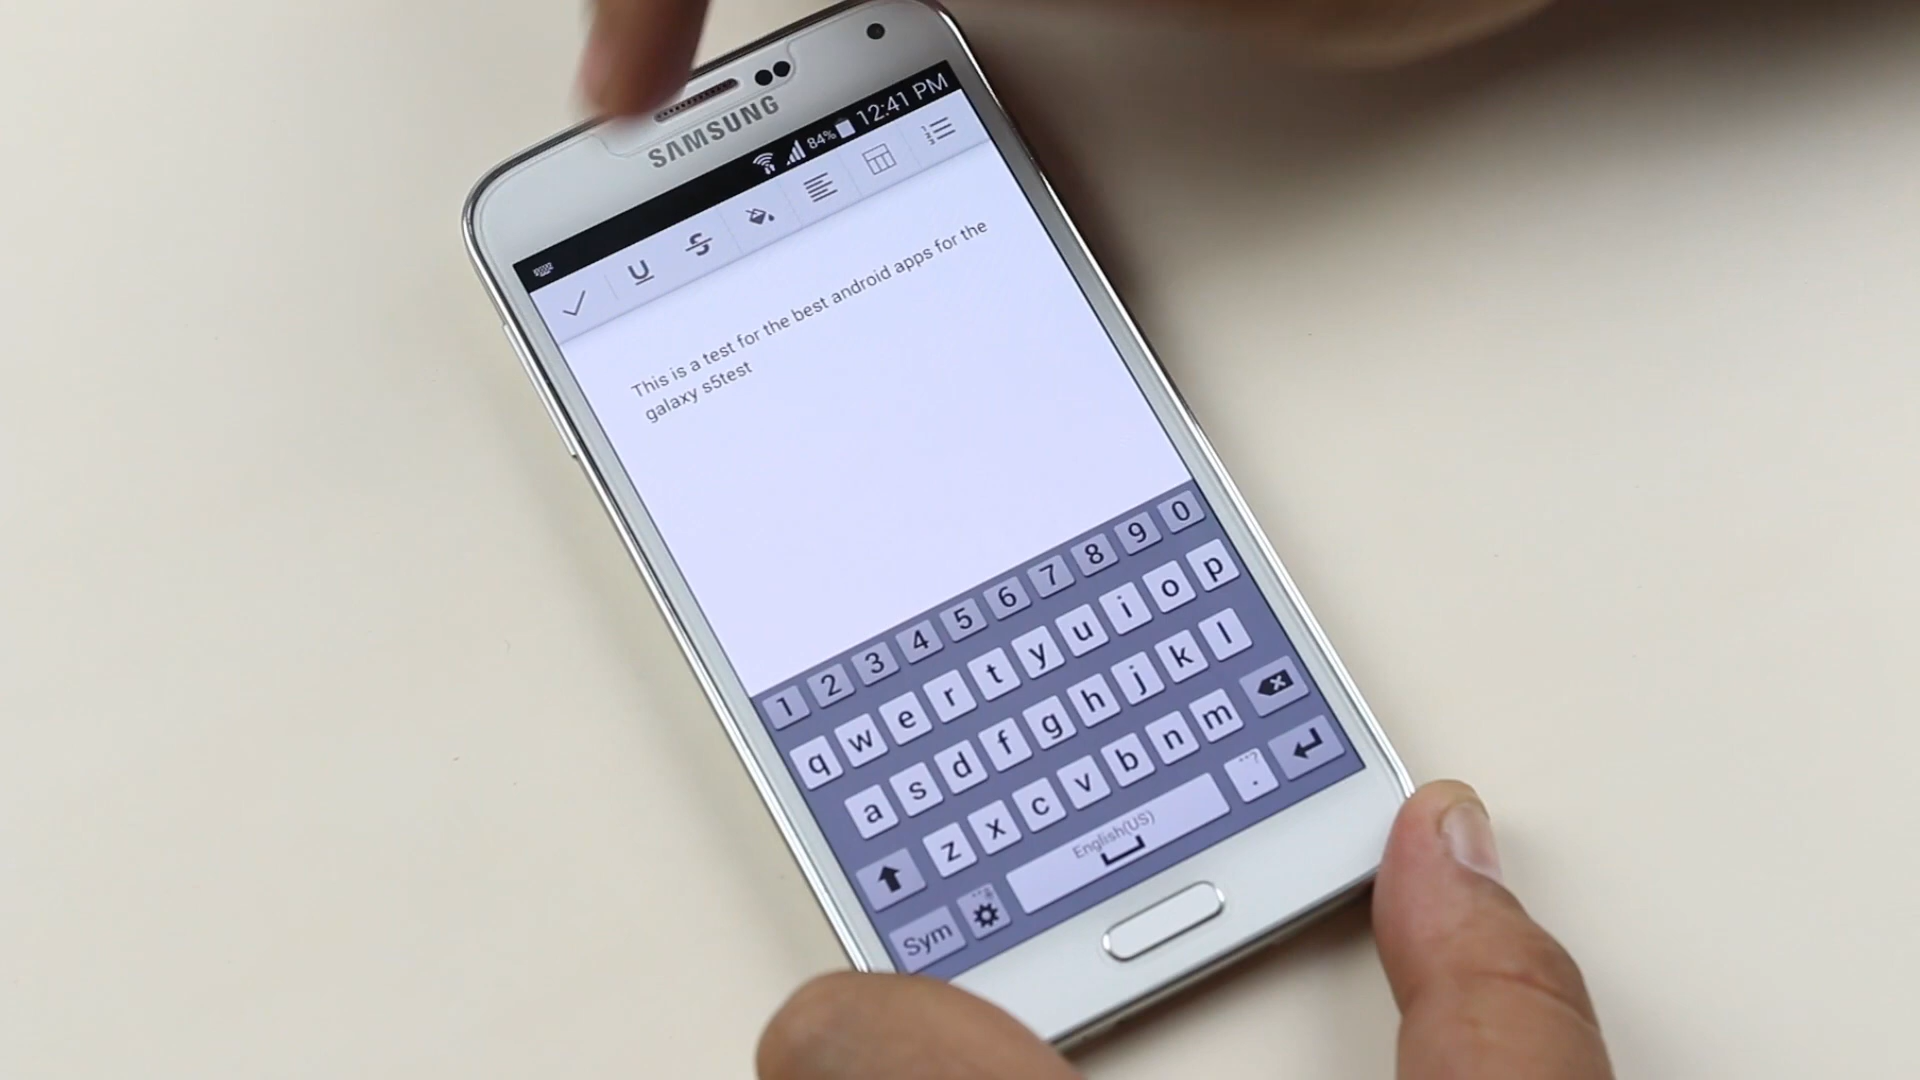 SAMSUNG
84% 12:41 PM
U S
This is a test for the best android apps for the
galaxy s5test
1 2 3 4 5 6 7 8 9 0
q w e r t y u i o p
a s d f g h j k l
z x c v b n m
Sym English(US) .